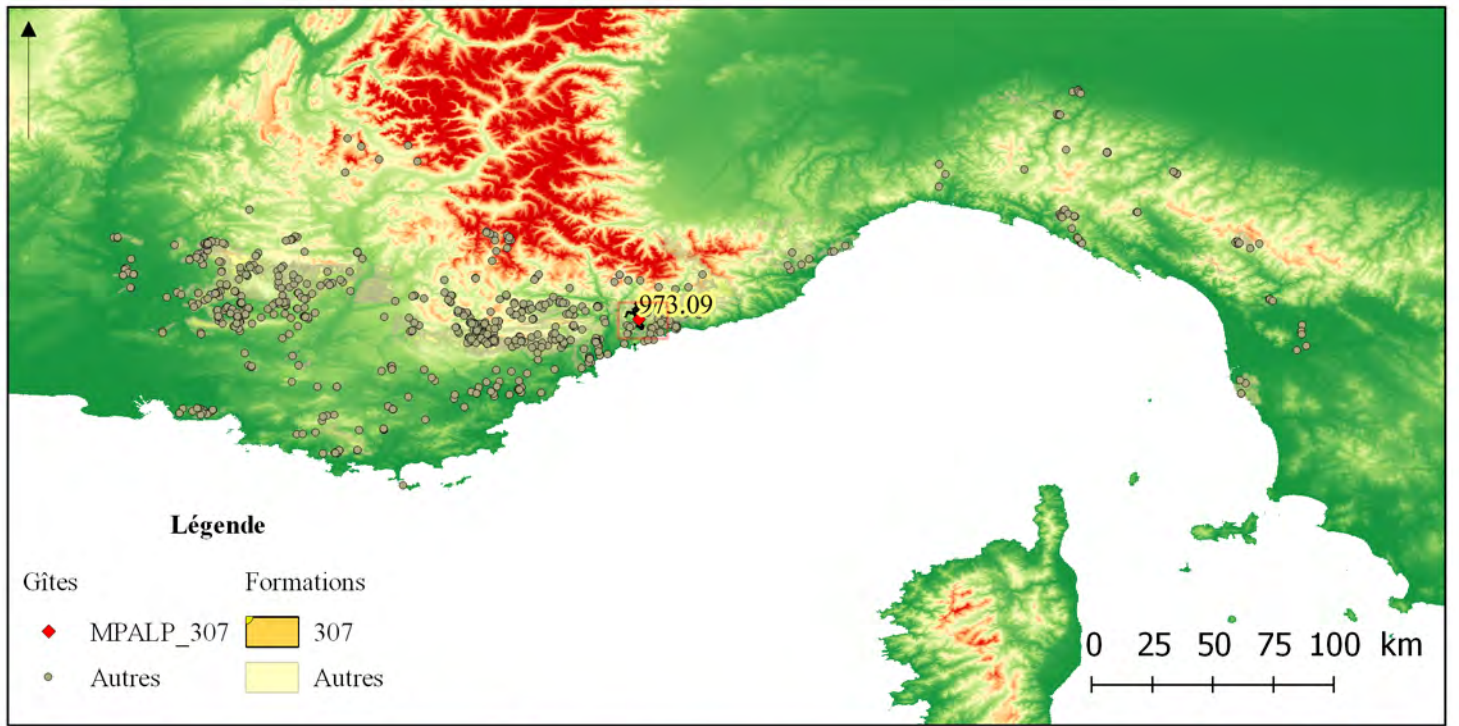 973.09
Légende
Gîtes Formations
MPALP_307 307
Autres Autres
0 25 50 75 100 km